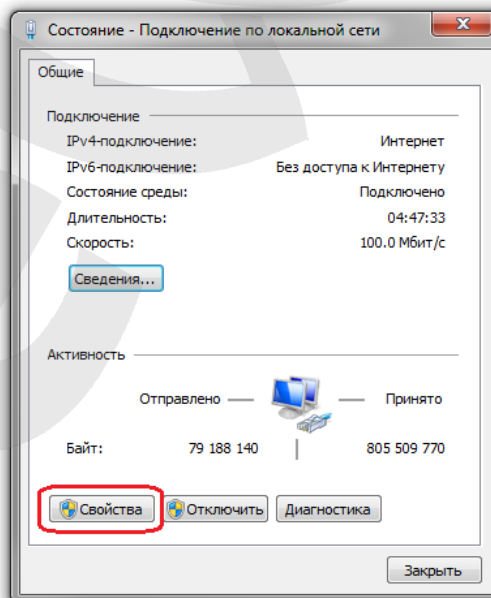 Состояние - Подключение по локальной сети
Общие
Подключение
IPv4-подключение: Интернет
IPv6-подключение: Без доступа к Интернету
Состояние среды: Подключено
Длительность: 04:47:33
Скорость: 100.0 Мбит/с
Сведения...
Активность
Отправлено — — Принято
Байт: 79 188 140 | 805 509 770
Свойства Отключить Диагностика
Закрыть